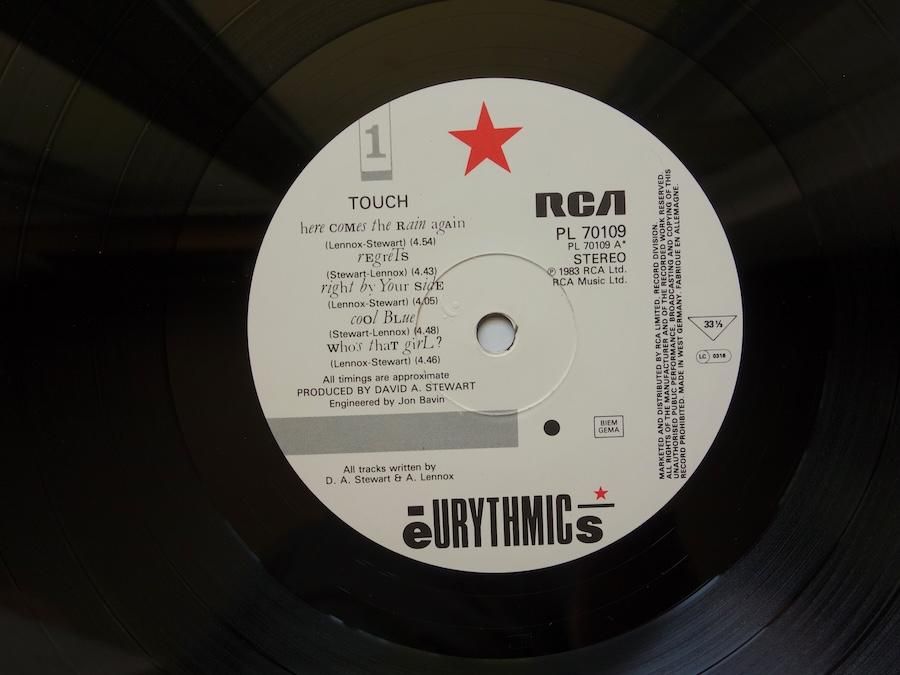 1
TOUCH
here COMes the Rain agAin
(Lennox-Stewart) (4.54)
rEgreTs
(Stewart-Lennox) (4.43)
right by Your sidE
(Lennox-Stewart) (4.05)
coOl BLue
(Stewart-Lennox) (4.48)
Who's thaT girL?
(Lennox-Stewart) (4.46)
All timings are approximate
PRODUCED BY DAVID A. STEWART
Engineered by Jon Bavin
All tracks written by
D. A. Stewart & A. Lennox
eURYTHMICs
RCA
PL 70109
PL 70109 A*
STEREO
℗ 1983 RCA Ltd.
RCA Music Ltd.
BIEM
GEMA
33⅓
LC 0316
MARKETED AND DISTRIBUTED BY RCA LIMITED, RECORD DIVISION.
ALL RIGHTS OF THE MANUFACTURER AND OF THE RECORDED WORK RESERVED.
UNAUTHORISED PUBLIC PERFORMANCE, BROADCASTING AND COPYING OF THIS
RECORD PROHIBITED. MADE IN WEST GERMANY. FABRIQUE EN ALLEMAGNE.